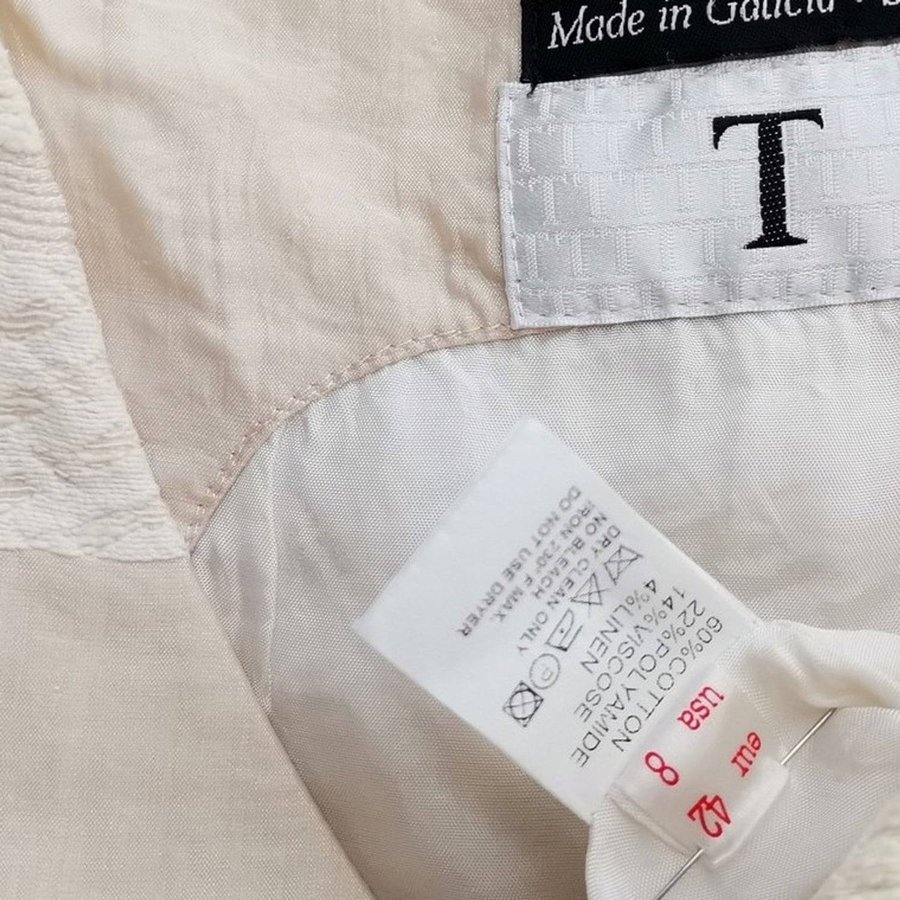 Made in Galicia
T
60%COTTON
22%POLYAMIDE
14%VISCOSE
4%LINEN
DRY CLEAN ONLY
NO BLEACH
IRON 230° F MAX.
DO NOT USE DRYER
usa 8
eur 42